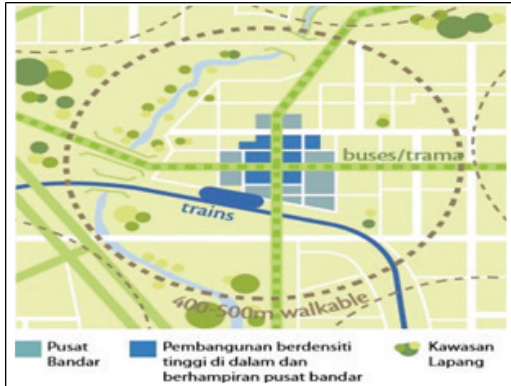 buses/trama
trains
400-500m walkable
Pusat
Bandar
Pembangunan berdensiti
tinggi di dalam dan
berhampiran pusat bandar
Kawasan
Lapang